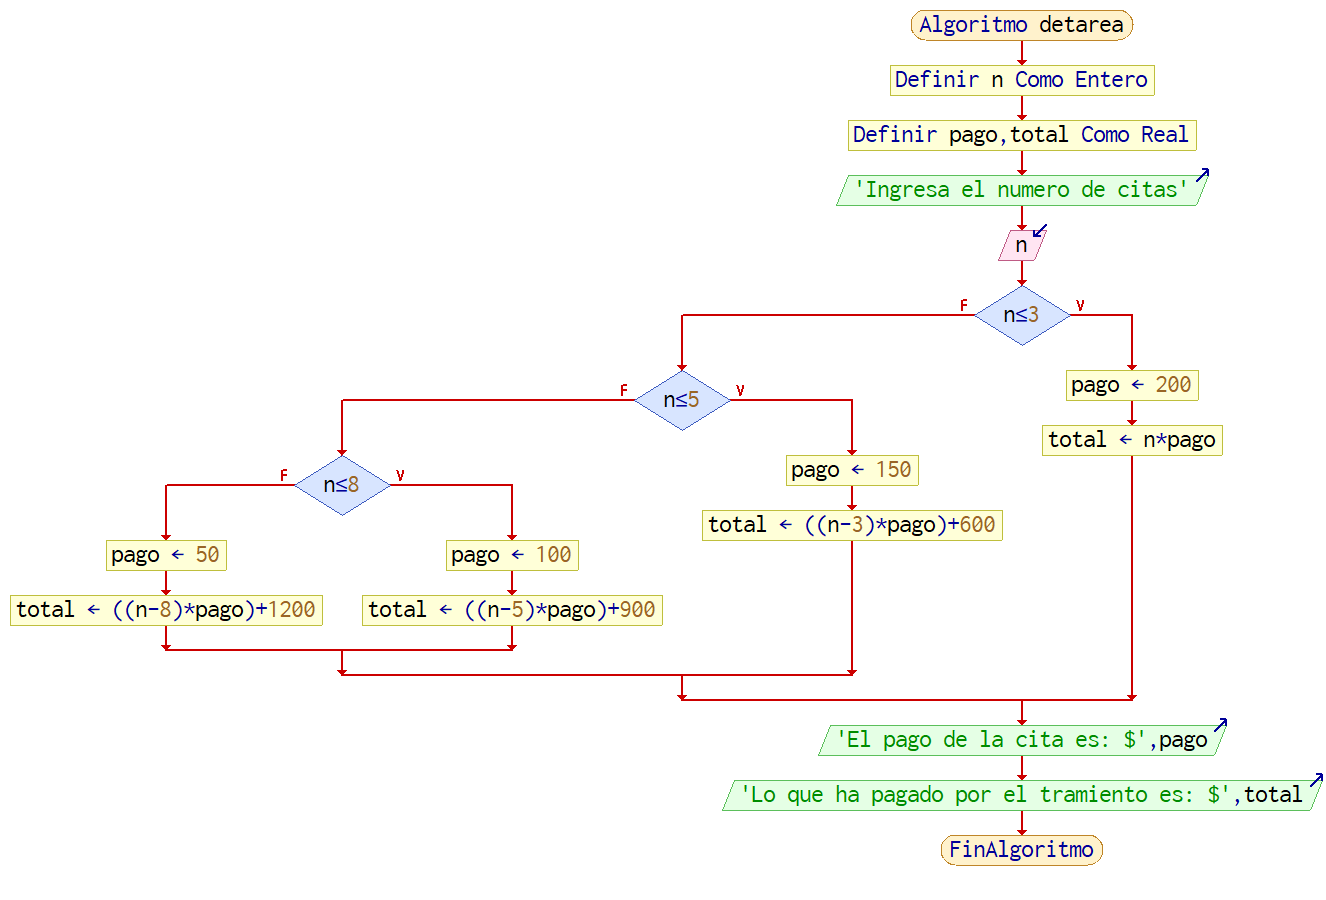 Algoritmo detarea
Definir n Como Entero
Definir pago,total Como Real
'Ingresa el numero de citas'
n
n≤3
F
V
pago ← 200
total ← n*pago
n≤5
F
V
pago ← 150
total ← ((n-3)*pago)+600
n≤8
F
V
pago ← 50
total ← ((n-8)*pago)+1200
pago ← 100
total ← ((n-5)*pago)+900
'El pago de la cita es: $',pago
'Lo que ha pagado por el tramiento es: $',total
FinAlgoritmo